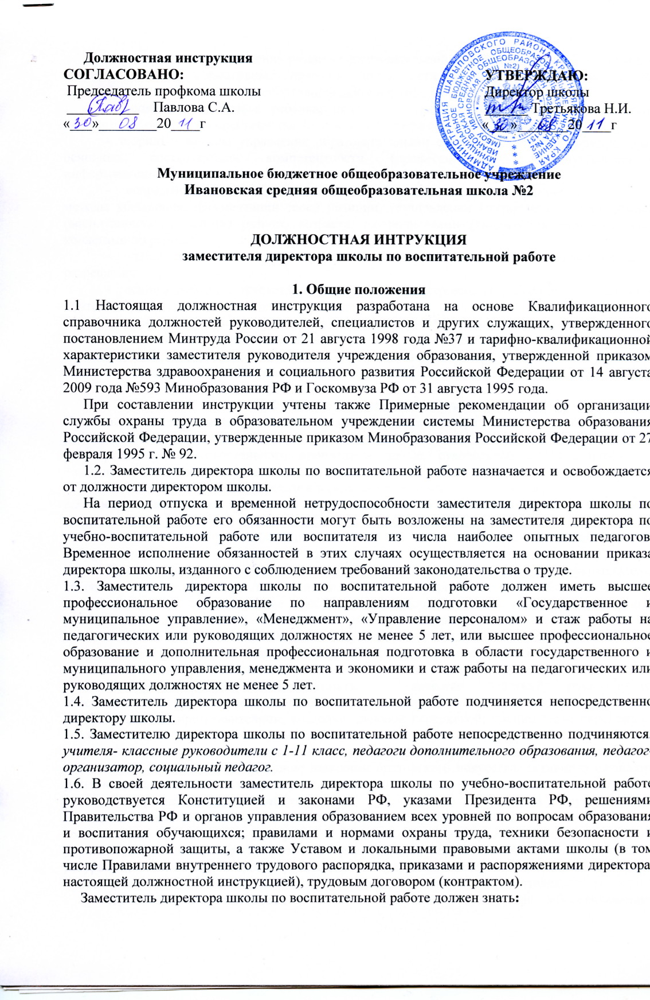 Должностная инструкция
СОГЛАСОВАНО:
УТВЕРЖДАЮ:
Председатель профкома школы
Директор школы
Павлова С.А.
Третьякова Н.И.
«30» 08 2011 г
«30» 08 2011 г
Муниципальное бюджетное общеобразовательное учреждение
Ивановская средняя общеобразовательная школа №2
ДОЛЖНОСТНАЯ ИНТРУКЦИЯ
заместителя директора школы по воспитательной работе
1. Общие положения
1.1 Настоящая должностная инструкция разработана на основе Квалификационного
справочника должностей руководителей, специалистов и других служащих, утвержденного
постановлением Минтруда России от 21 августа 1998 года №37 и тарифно-квалификационной
характеристики заместителя руководителя учреждения образования, утвержденной приказом
Министерства здравоохранения и социального развития Российской Федерации от 14 августа
2009 года №593 Минобразования РФ и Госкомвуза РФ от 31 августа 1995 года.
При составлении инструкции учтены также Примерные рекомендации об организации
службы охраны труда в образовательном учреждении системы Министерства образования
Российской Федерации, утвержденные приказом Минобразования Российской Федерации от 27
февраля 1995 г. № 92.
1.2. Заместитель директора школы по воспитательной работе назначается и освобождается
от должности директором школы.
На период отпуска и временной нетрудоспособности заместителя директора школы по
воспитательной работе его обязанности могут быть возложены на заместителя директора по
учебно-воспитательной работе или воспитателя из числа наиболее опытных педагогов
Временное исполнение обязанностей в этих случаях осуществляется на основании приказа
директора школы, изданного с соблюдением требований законодательства о труде.
1.3. Заместитель директора школы по воспитательной работе должен иметь высшее
профессиональное образование по направлениям подготовки «Государственное и
муниципальное управление», «Менеджмент», «Управление персоналом» и стаж работы на
педагогических или руководящих должностях не менее 5 лет, или высшее профессиональное
образование и дополнительная профессиональная подготовка в области государственного и
муниципального управления, менеджмента и экономики и стаж работы на педагогических или
руководящих должностях не менее 5 лет.
1.4. Заместитель директора школы по воспитательной работе подчиняется непосредственно
директору школы.
1.5. Заместителю директора школы по воспитательной работе непосредственно подчиняются:
учителя- классные руководители с 1-11 класс, педагоги дополнительного образования, педагог-
организатор, социальный педагог.
1.6. В своей деятельности заместитель директора школы по учебно-воспитательной работе
руководствуется Конституцией и законами РФ, указами Президента РФ, решениями
Правительства РФ и органов управления образованием всех уровней по вопросам образования
и воспитания обучающихся; правилами и нормами охраны труда, техники безопасности и
противопожарной защиты, а также Уставом и локальными правовыми актами школы (в том
числе Правилами внутреннего трудового распорядка, приказами и распоряжениями директора,
настоящей должностной инструкцией), трудовым договором (контрактом).
Заместитель директора школы по воспитательной работе должен знать: